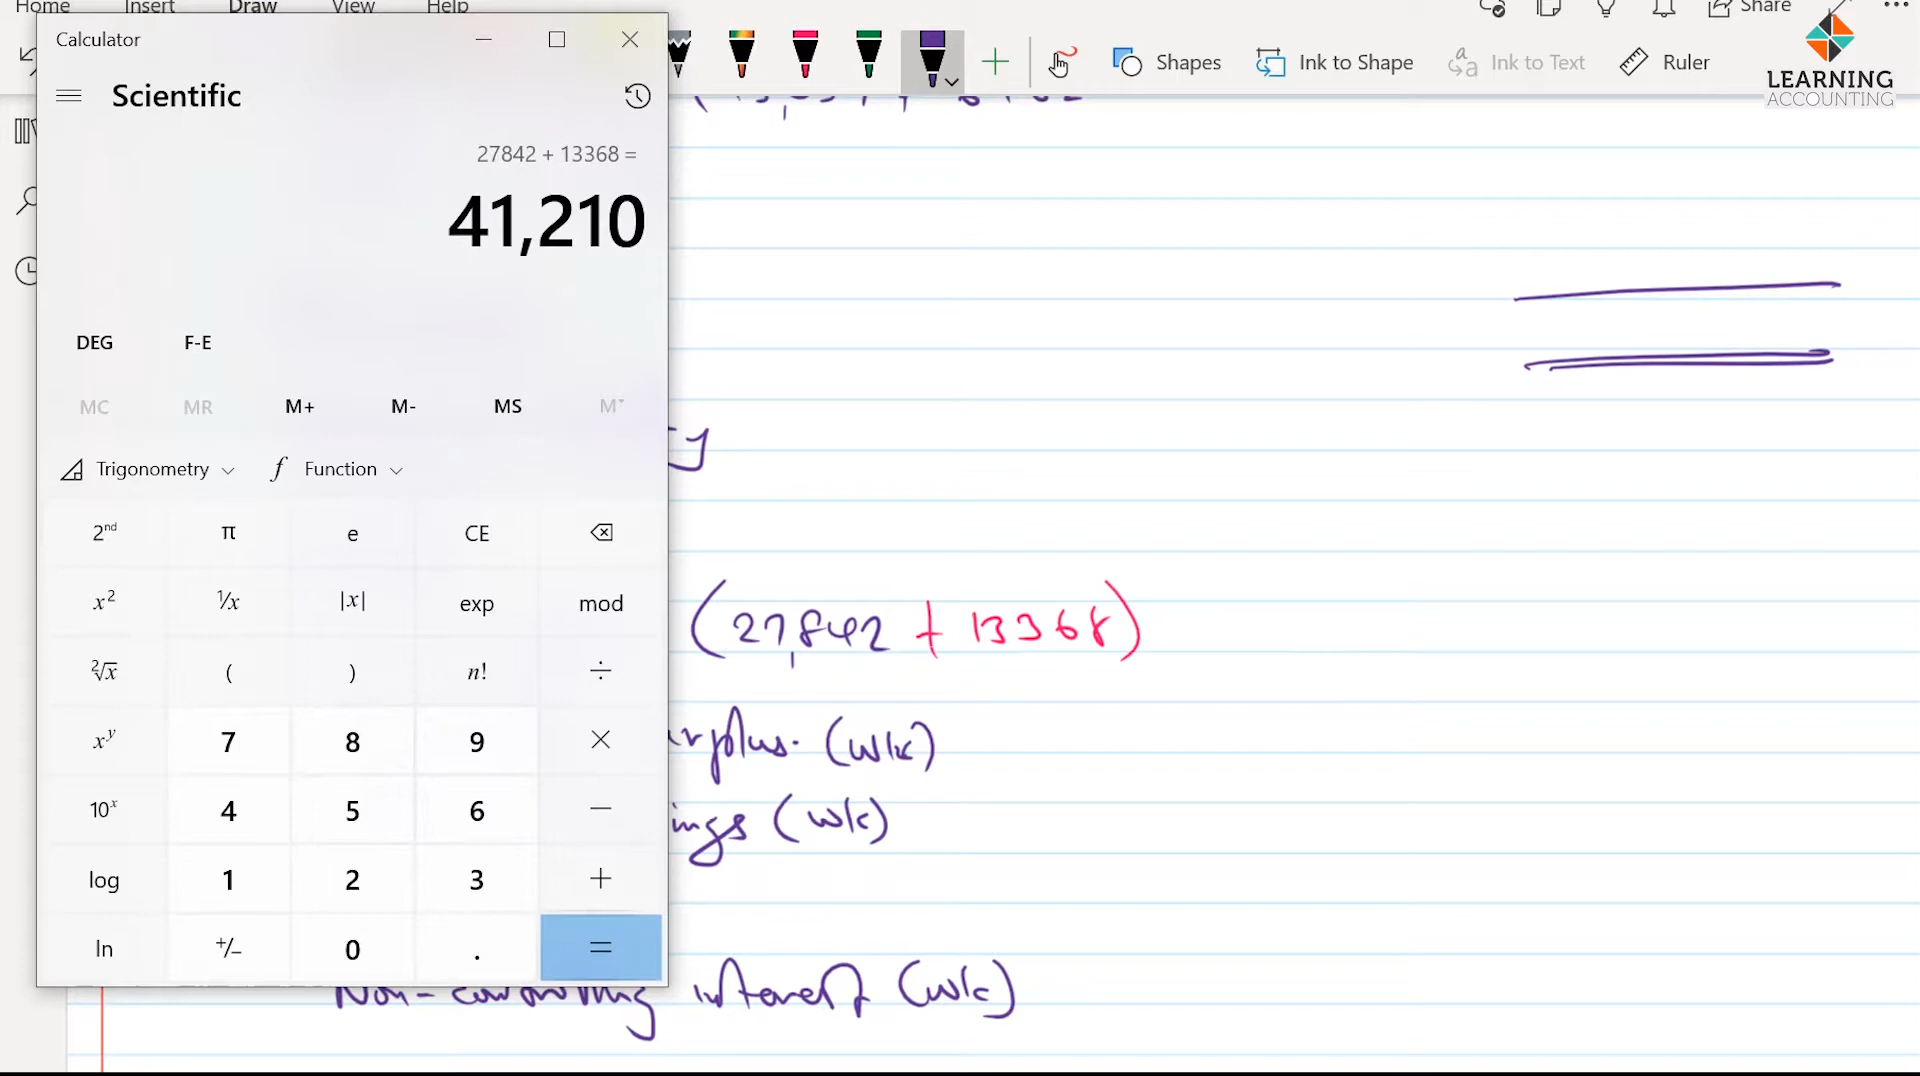 Home Insert Draw View Help Share
Calculator
Shapes Ink to Shape Ink to Text Ruler
LEARNING
ACCOUNTING
Scientific
27842 + 13368 =
41,210
DEG F-E
MC MR M+ M- MS M˅
Trigonometry f Function
2nd π e CE
x² ¹/x |x| exp mod
²√x ( ) n! ÷
(27,842 + 13368)
xʸ 7 8 9 ×
urplus. (w/k)
10ˣ 4 5 6 −
ings (w/k)
log 1 2 3 +
ln +/− 0 . =
Non-controlling interest (w/k)